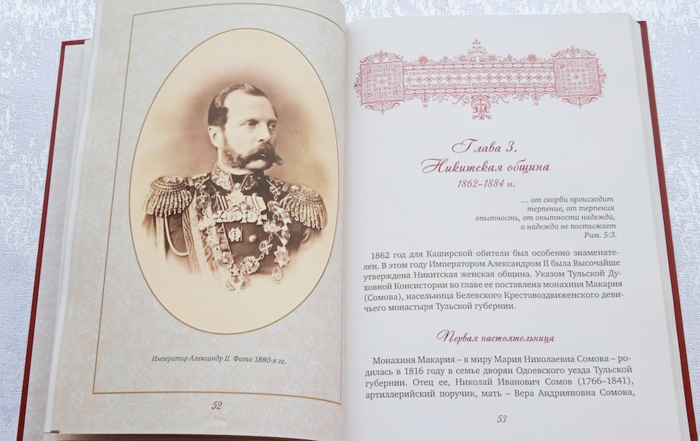 Император Александр II. Фото 1880-х гг.
52
Глава 3.
Никитская община
1862–1884 гг.
... от скорби происходит
терпение, от терпения
опытность, от опытности надежда,
а надежда не постыжает
Рим. 5:3.
1862 год для Каширской обители был особенно знаменате-
лен. В этом году Императором Александром II была Высочайше
утверждена Никитская женская община. Указом Тульской Ду-
ховной Консистории во главе ее поставлена монахиня Макария
(Сомова), насельница Белевского Крестовоздвиженского деви-
чьего монастыря Тульской губернии.
Первая настоятельница
Монахиня Макария – в миру Мария Николаевна Сомова – ро-
дилась в 1816 году в семье дворян Одоевского уезда Тульской
губернии. Отец ее, Николай Иванович Сомов (1766–1841),
артиллерийский поручик, мать – Вера Андрияновна Сомова,
53